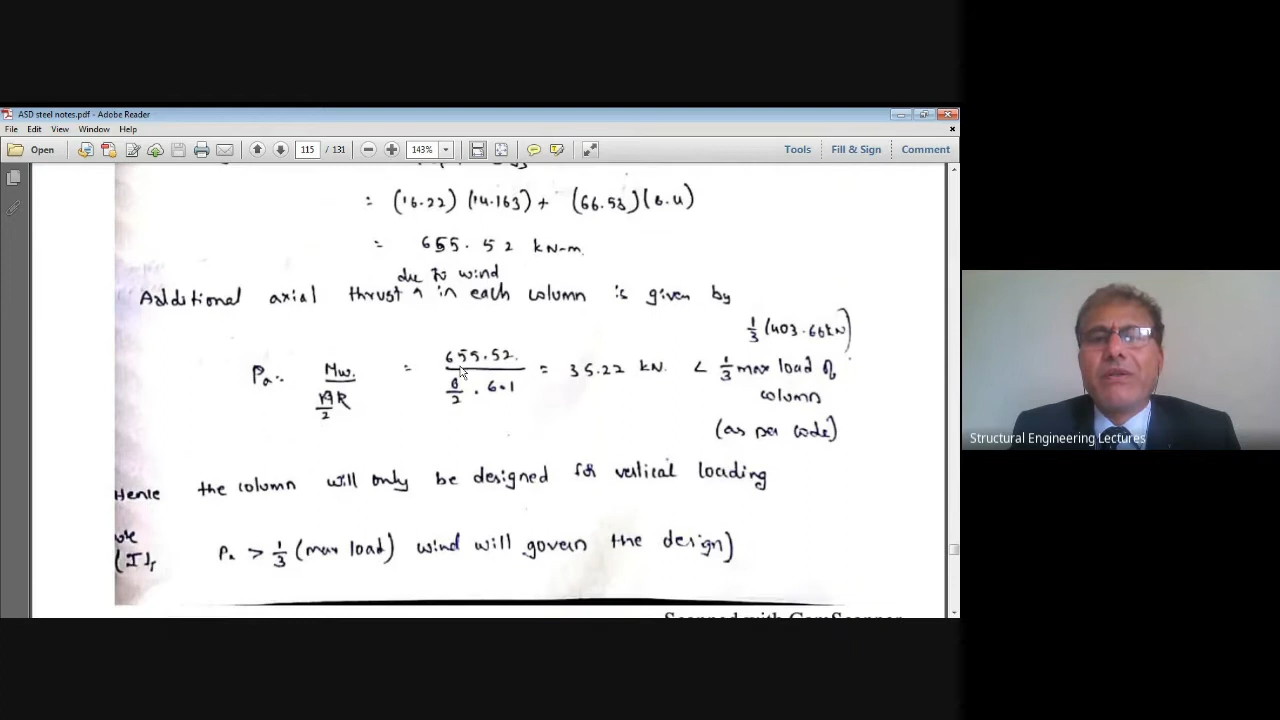 ASD steel notes.pdf - Adobe Reader
File Edit View Window Help
Open 115 / 131 143% Tools Fill & Sign Comment
= (16.22) (14.163) + (66.53)(6.4)
= 655.52 kN-m
due to wind
Additional axial thrust ^ in each column is given by
1/3 (403.66kN)
Pa = Mw / (n/2 R) = 655.52 / (6/2 . 6.1) = 35.22 kN. < 1/3 max load of
column
(as per code)
Hence the column will only be designed for vertical loading
(If, Pa > 1/3 (max load) wind will govern the design)
Structural Engineering Lectures